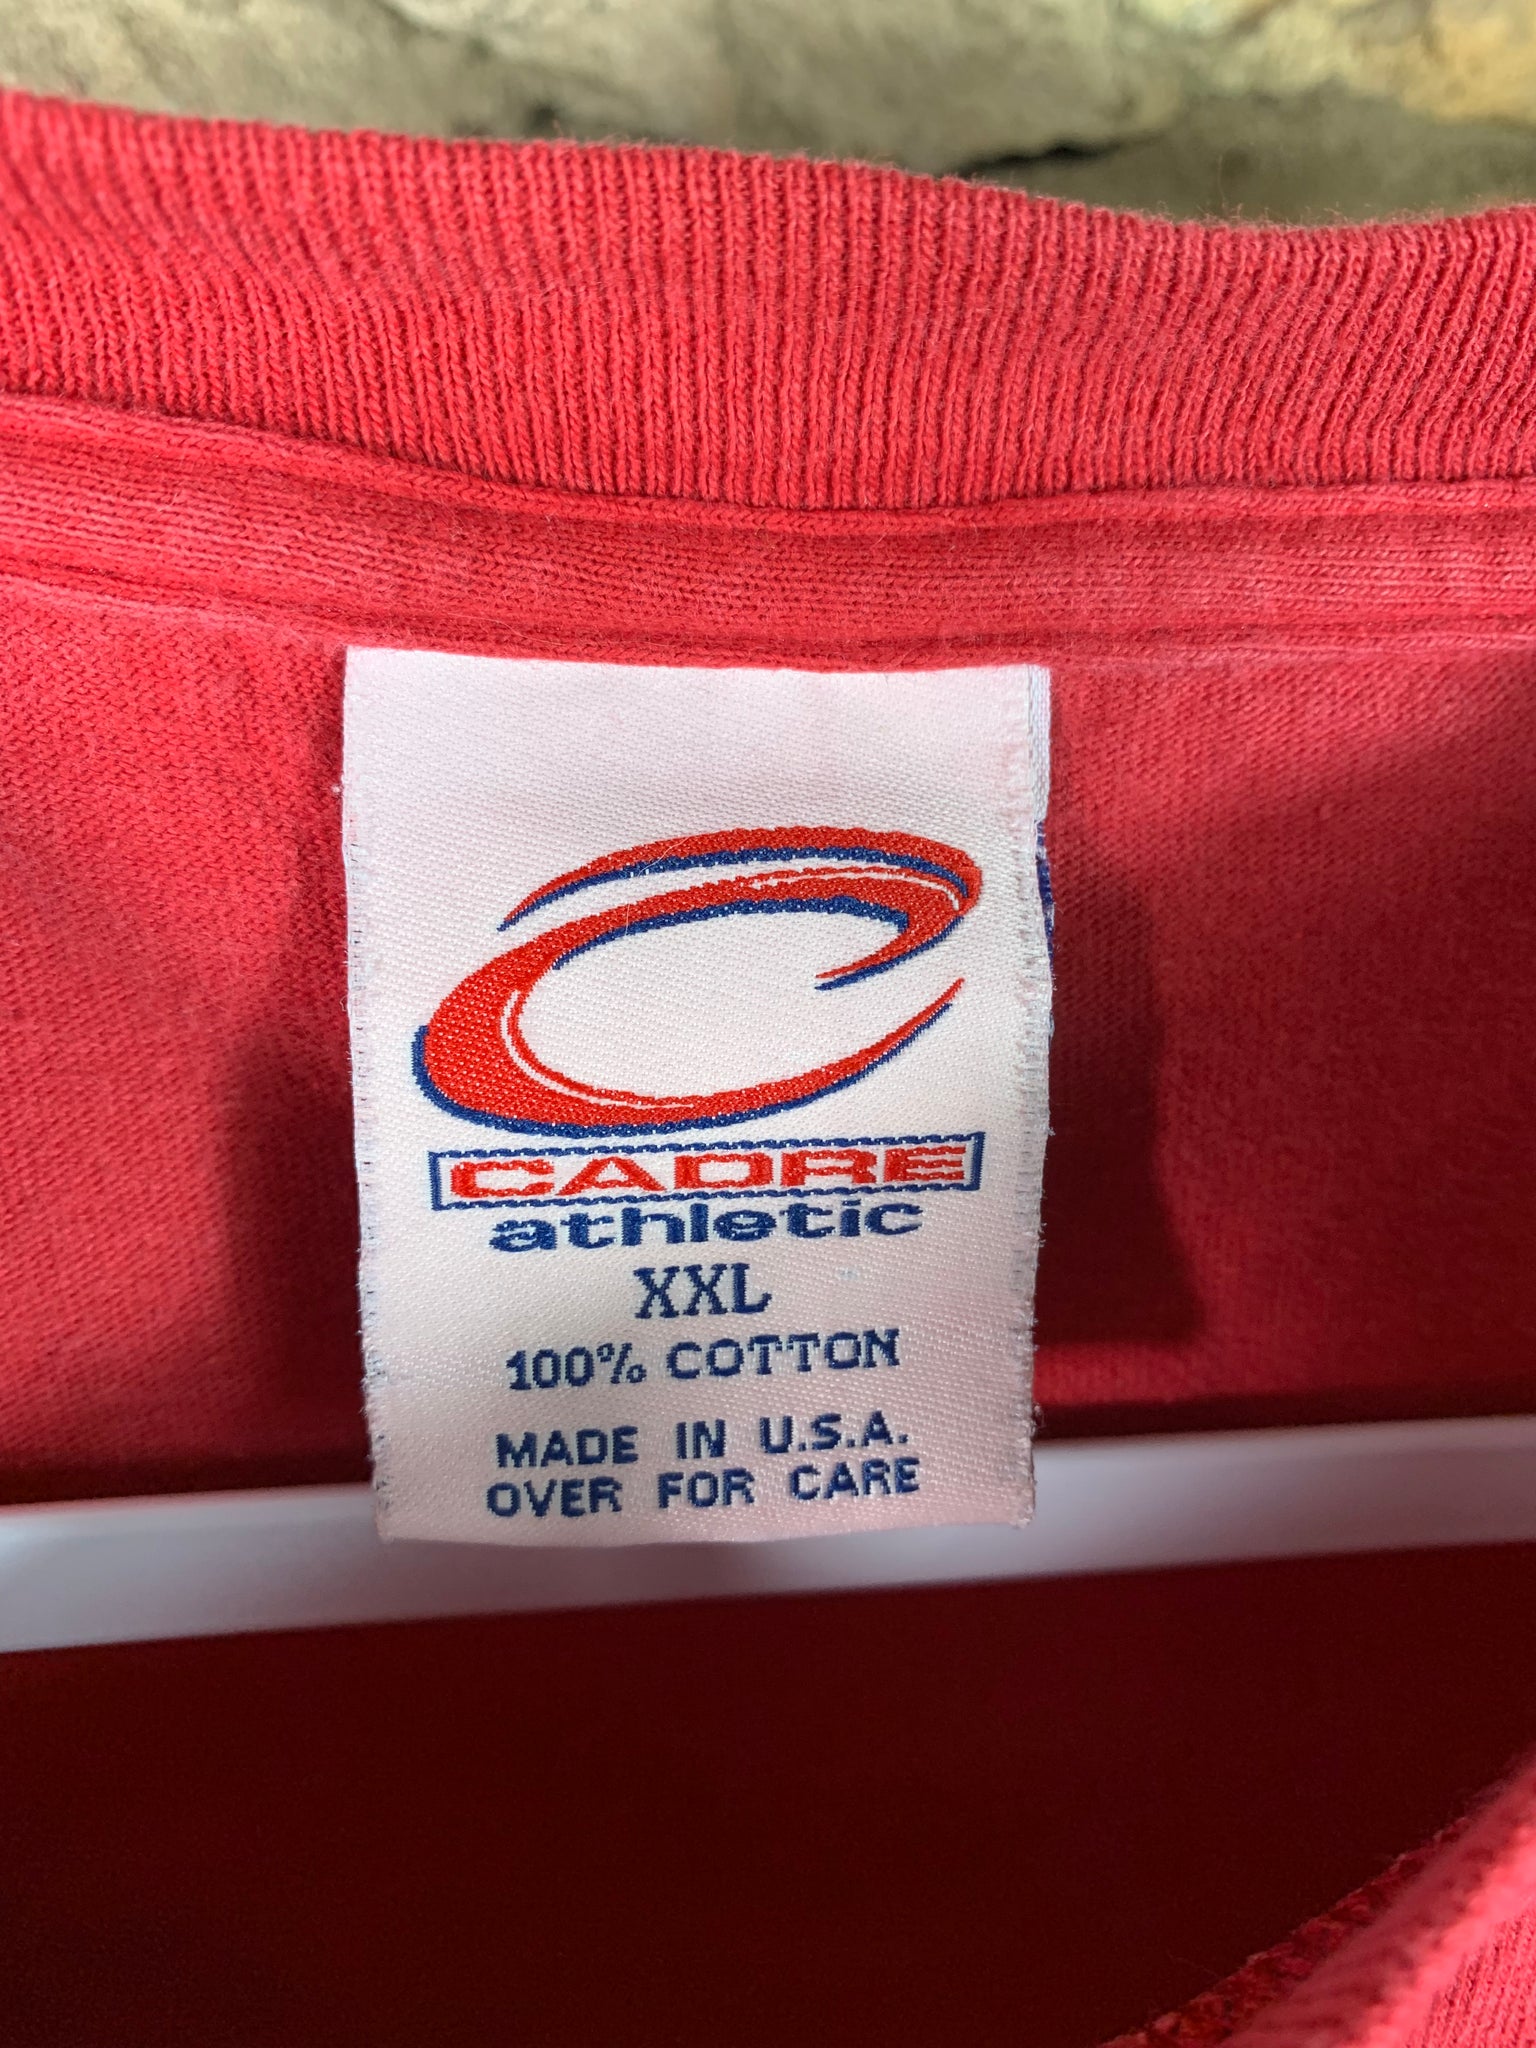 CADRE
athletic
XXL
100% COTTON
MADE IN U.S.A.
OVER FOR CARE